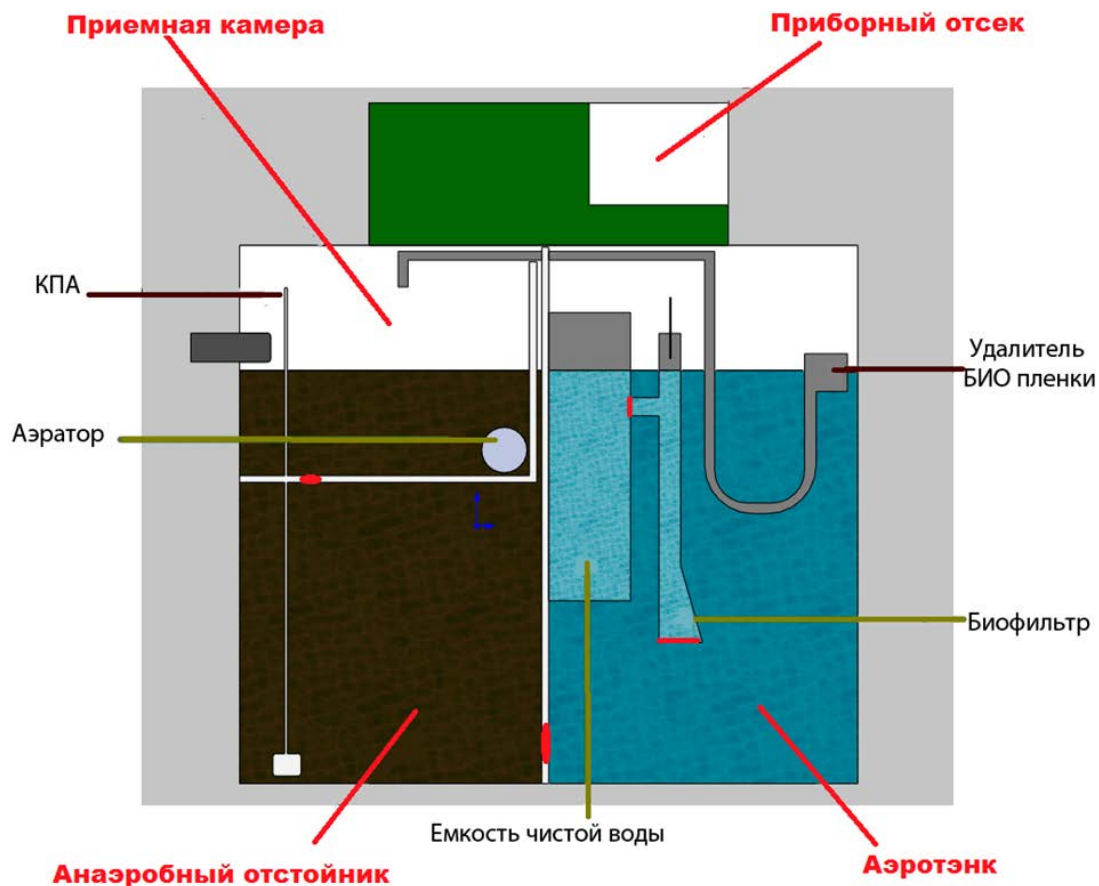 Приемная камера
Приборный отсек
КПА
Удалитель
БИО пленки
Аэратор
Биофильтр
Емкость чистой воды
Анаэробный отстойник
Аэротэнк